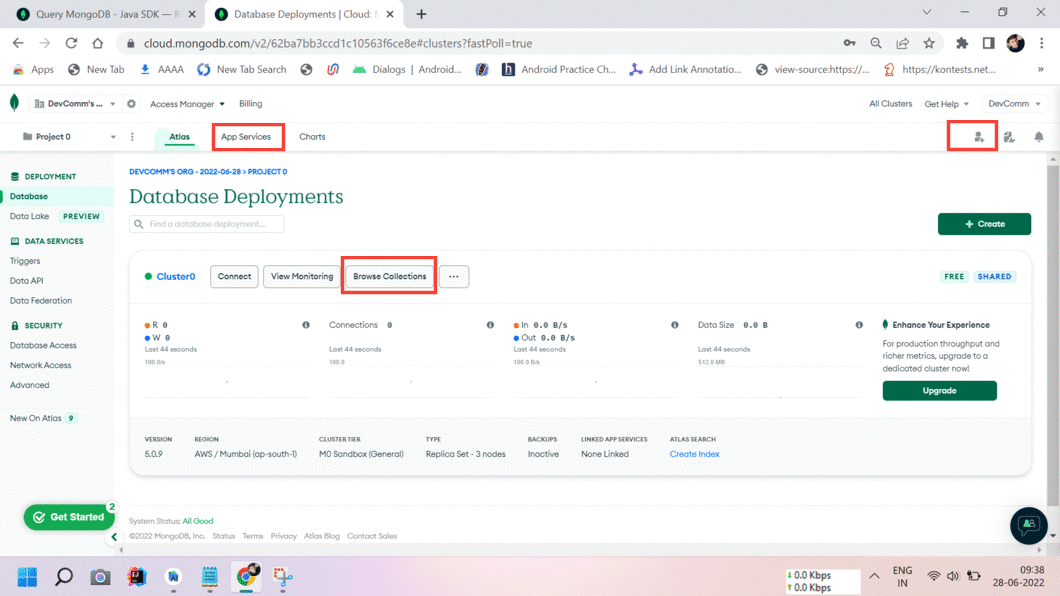 Query MongoDB - Java SDK — R
Database Deployments | Cloud: M
cloud.mongodb.com/v2/62ba7bb3ccd1c10563f6ce8e#clusters?fastPoll=true
Apps New Tab AAAA New Tab Search Dialogs | Android... Android Practice Ch... Add Link Annotatio... view-source:https://... https://kontests.net... »
DevComm's ... Access Manager Billing All Clusters Get Help DevComm
Project 0 Atlas App Services Charts
DEPLOYMENT
Database
Data Lake PREVIEW
DATA SERVICES
Triggers
Data API
Data Federation
SECURITY
Database Access
Network Access
Advanced
New On Atlas 9
Get Started 2
DEVCOMM'S ORG - 2022-06-28 > PROJECT 0
Database Deployments
Find a database deployment...
+ Create
Cluster0 Connect View Monitoring Browse Collections ... FREE SHARED
R 0
W 0
Last 44 seconds
100.0/s
Connections 0
Last 44 seconds
100.0
In 0.0 B/s
Out 0.0 B/s
Last 44 seconds
100.0 B/s
Data Size 0.0 B
Last 44 seconds
512.0 MB
Enhance Your Experience
For production throughput and
richer metrics, upgrade to a
dedicated cluster now!
Upgrade
VERSION REGION CLUSTER TIER TYPE BACKUPS LINKED APP SERVICES ATLAS SEARCH
5.0.9 AWS / Mumbai (ap-south-1) M0 Sandbox (General) Replica Set - 3 nodes Inactive None Linked Create Index
System Status: All Good
©2022 MongoDB, Inc. Status Terms Privacy Atlas Blog Contact Sales
0.0 Kbps
0.0 Kbps
ENG
IN
09:38
28-06-2022